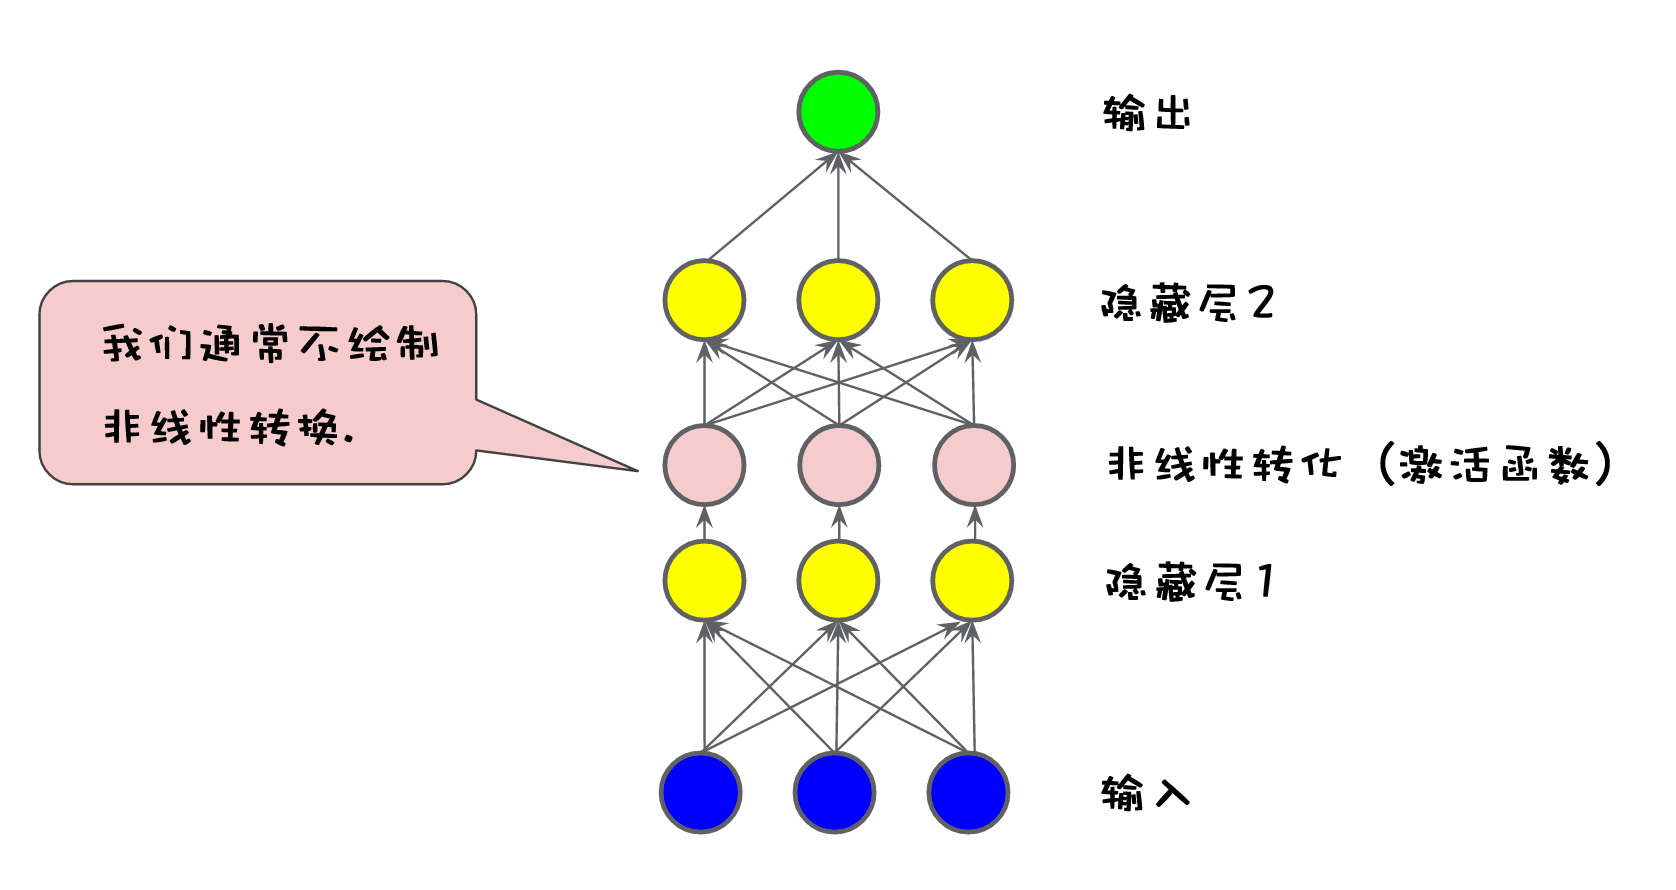 输出
隐藏层2
我们通常不绘制
非线性转换.
非线性转化（激活函数）
隐藏层1
输入